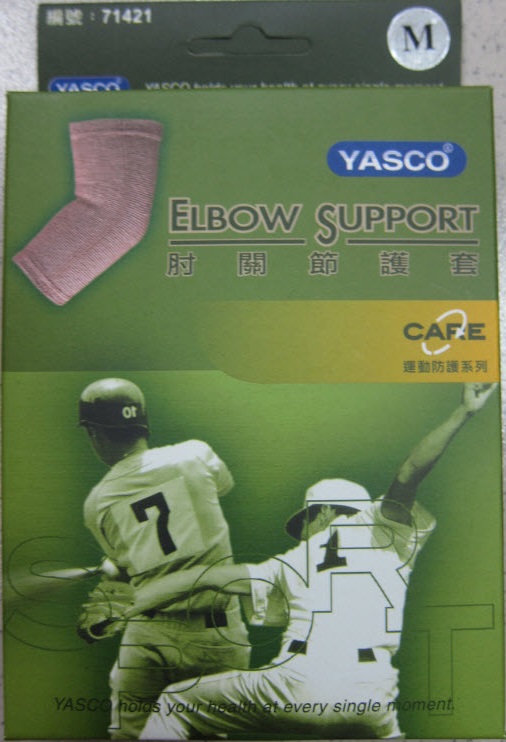 編號：71421
M
YASCO
YASCO holds your health at every single moment.
YASCO®
ELBOW SUPPORT
肘關節護套
CARE
運動防護系列
01
7
1
SPORT
YASCO holds your health at every single moment.